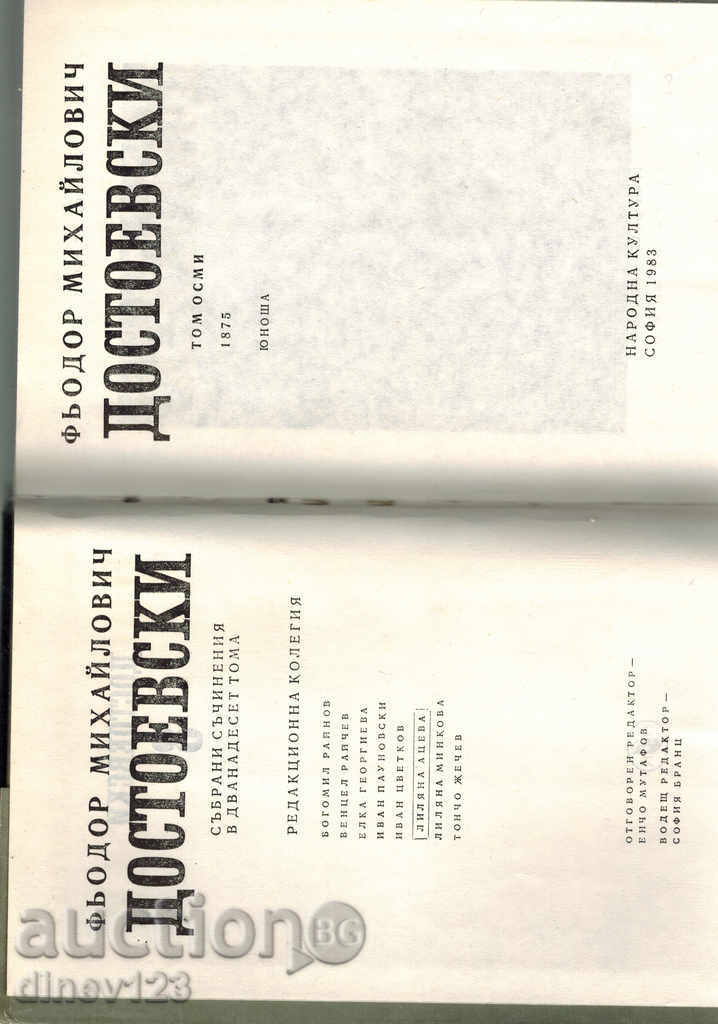 ФЬОДОР МИХАЙЛОВИЧ
ДОСТОЕВСКИ
СЪБРАНИ СЪЧИНЕНИЯ
В ДВАНАДЕСЕТ ТОМА
РЕДАКЦИОННА КОЛЕГИЯ
БОГОМИЛ РАЙНОВ
ВЕНЦЕЛ РАЙЧЕВ
ЕЛКА ГЕОРГИЕВА
ИВАН ПАУНОВСКИ
ИВАН ЦВЕТКОВ
ЛИЛЯНА АЦЕВА
ЛИЛЯНА МИНКОВА
ТОНЧО ЖЕЧЕВ
ОТГОВОРЕН РЕДАКТОР —
ЕНЧО МУТАФОВ
ВОДЕЩ РЕДАКТОР —
СОФИЯ БРАНЦ
ФЬОДОР МИХАЙЛОВИЧ
ДОСТОЕВСКИ
ТОМ ОСМИ
1875
ЮНОША
НАРОДНА КУЛТУРА
СОФИЯ 1983
auction BG
dinev123